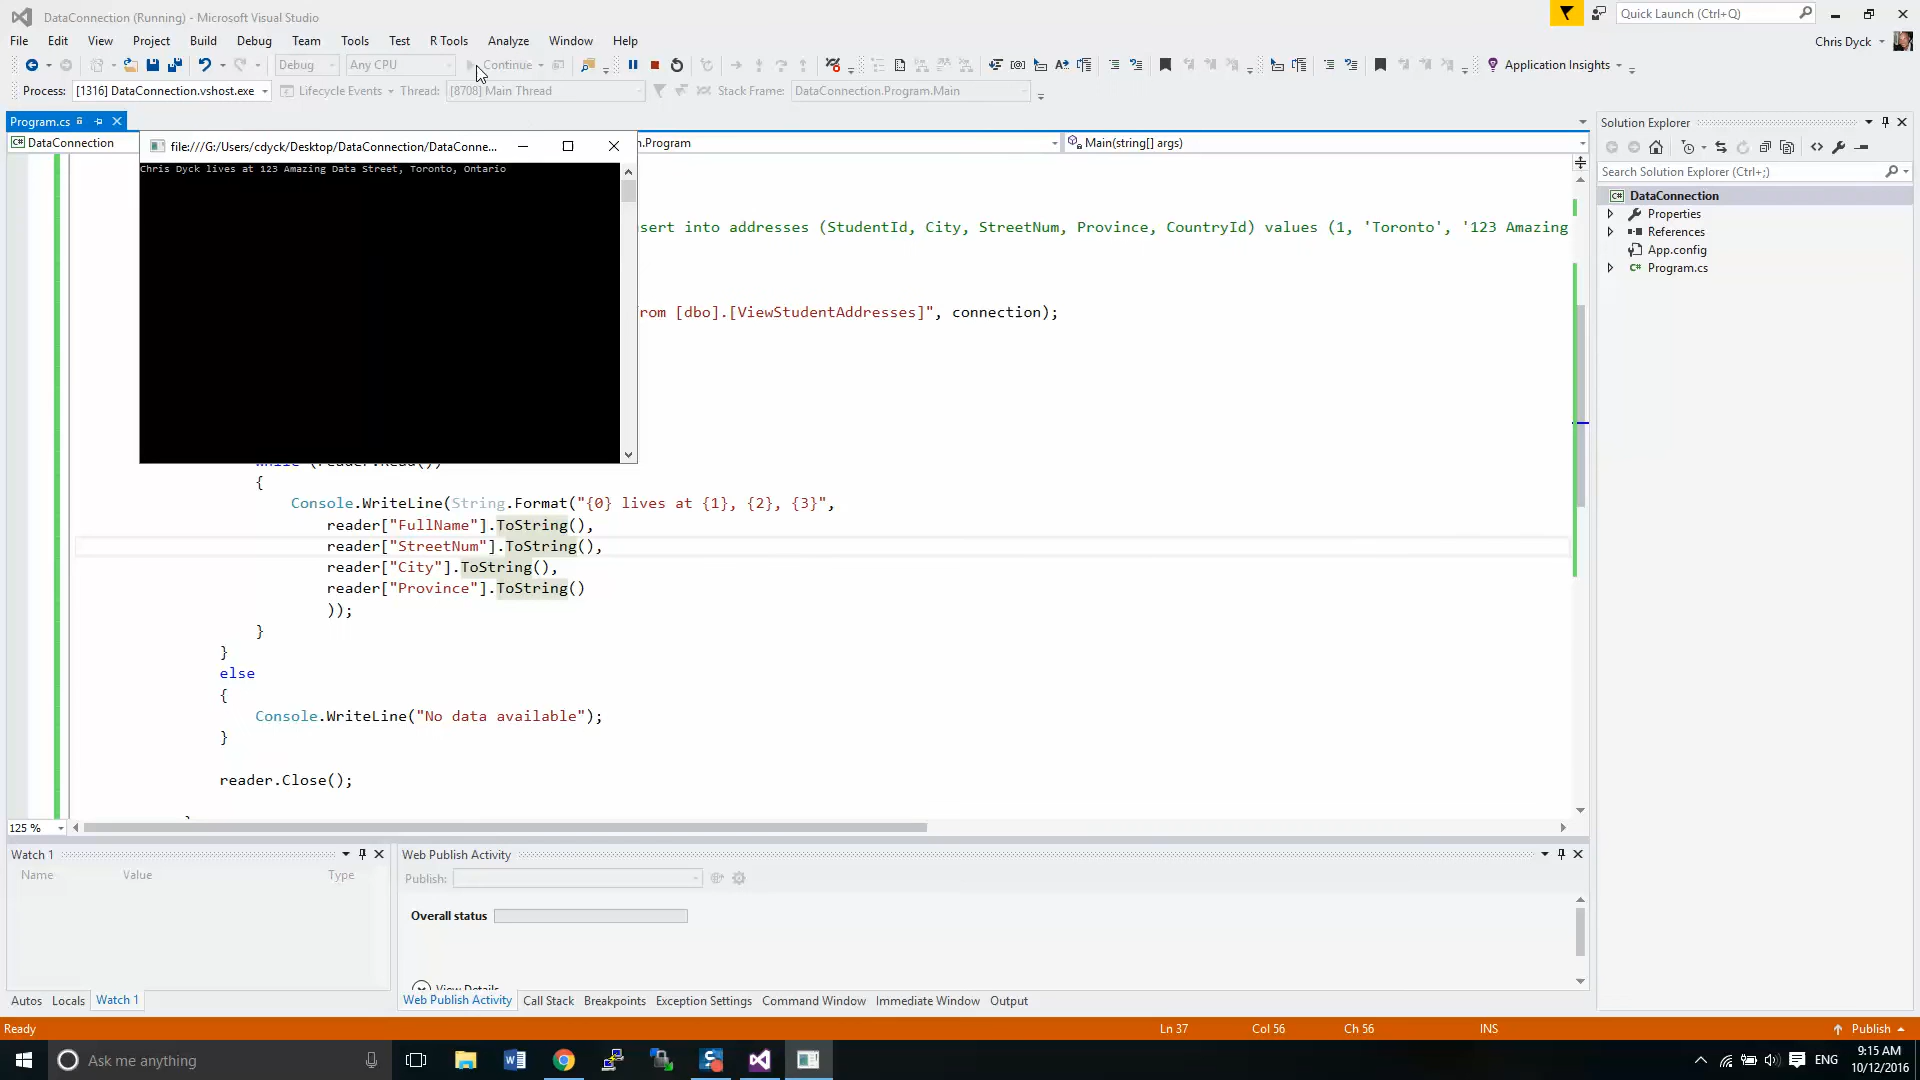 DataConnection (Running) - Microsoft Visual Studio
Quick Launch (Ctrl+Q)
File Edit View Project Build Debug Team Tools Test R Tools Analyze Window Help
Chris Dyck
Debug Any CPU Continue Application Insights
Process: [1316] DataConnection.vshost.exe Lifecycle Events Thread: [8708] Main Thread Stack Frame: DataConnection.Program.Main
Program.cs
Solution Explorer
DataConnection
file:///G:/Users/cdyck/Desktop/DataConnection/DataConne...
n.Program
Main(string[] args)
Chris Dyck lives at 123 Amazing Data Street, Toronto, Ontario
Search Solution Explorer (Ctrl+;)
DataConnection
Properties
References
App.config
Program.cs
sert into addresses (StudentId, City, StreetNum, Province, CountryId) values (1, 'Toronto', '123 Amazing
rom [dbo].[ViewStudentAddresses]", connection);
while (reader.Read())
{
Console.WriteLine(String.Format("{0} lives at {1}, {2}, {3}",
reader["FullName"].ToString(),
reader["StreetNum"].ToString(),
reader["City"].ToString(),
reader["Province"].ToString()
));
}
}
else
{
Console.WriteLine("No data available");
}
reader.Close();
125 %
Watch 1
Name Value Type
Web Publish Activity
Publish:
Overall status
View Details
Autos Locals Watch 1
Web Publish Activity Call Stack Breakpoints Exception Settings Command Window Immediate Window Output
Ready
Ln 37 Col 56 Ch 56 INS
Publish
Ask me anything
ENG
9:15 AM
10/12/2016